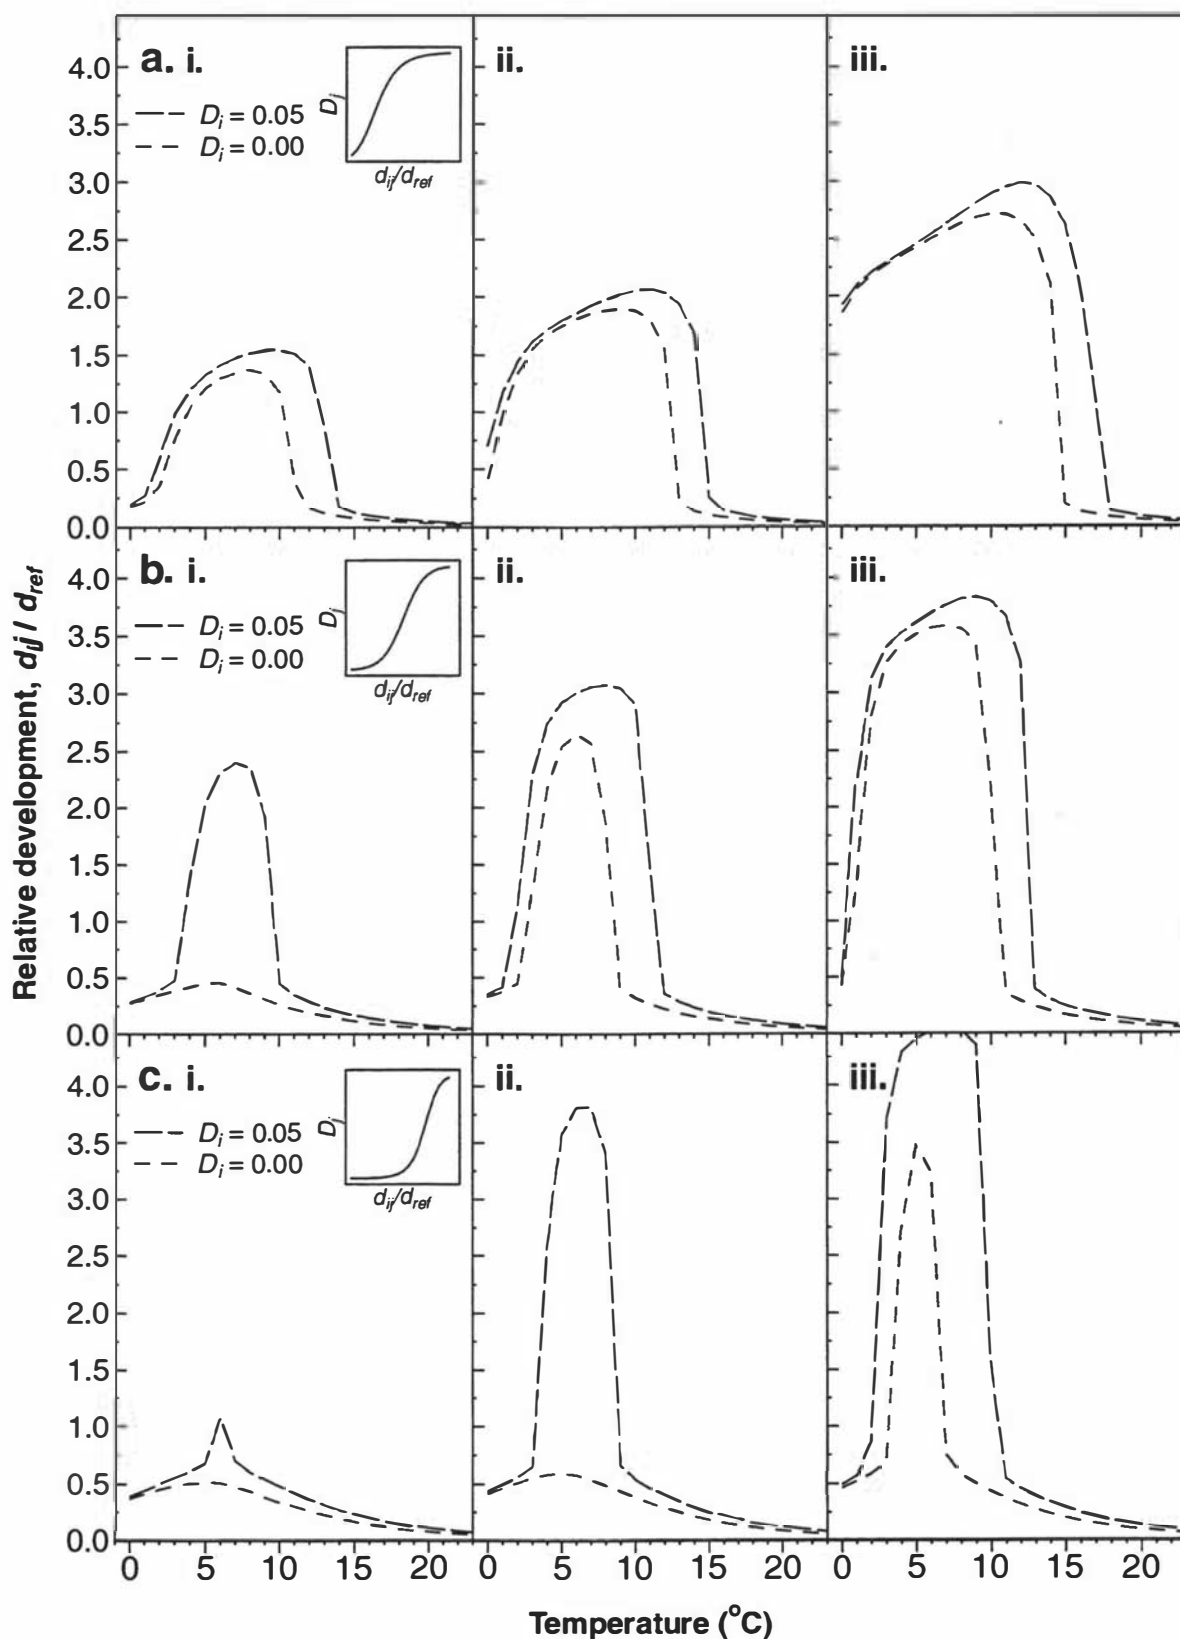 a. i.
ii.
iii.
4.0
3.5
3.0
2.5
2.0
1.5
1.0
0.5
0.0
D_i = 0.05
D_i = 0.00
D_j
d_ij/d_ref
b. i.
ii.
iii.
4.0
3.5
3.0
2.5
2.0
1.5
1.0
0.5
0.0
D_i = 0.05
D_i = 0.00
D_j
d_ij/d_ref
c. i.
ii.
iii.
4.0
3.5
3.0
2.5
2.0
1.5
1.0
0.5
0.0
D_i = 0.05
D_i = 0.00
D_j
d_ij/d_ref
Relative development, d_ij / d_ref
0 5 10 15 20 0 5 10 15 20 0 5 10 15 20
Temperature (°C)